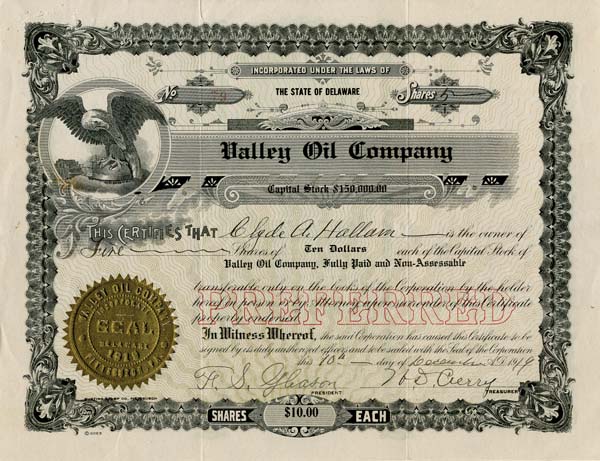 INCORPORATED UNDER THE LAWS OF
No
THE STATE OF DELAWARE
Shares 5
Valley Oil Company
Capital Stock $150,000.00
THIS CERTIFIES THAT Clyde A. Hallam is the owner of
Five Shares of Ten Dollars each of the Capital Stock of
Valley Oil Company, Fully Paid and Non-Assessable
transferable only on the books of the Corporation by the holder
hereof in person or by Attorney upon surrender of this Certificate
properly endorsed.
In Witness Whereof, the said Corporation has caused this Certificate to be
signed by its duly authorized officers and to be sealed with the Seal of the Corporation
this 10th day of December A.D. 1919
VALLEY OIL COMPANY
SEAL
DELAWARE
F. S. Gleason
PRESIDENT
TREASURER
SHARES $10.00 EACH